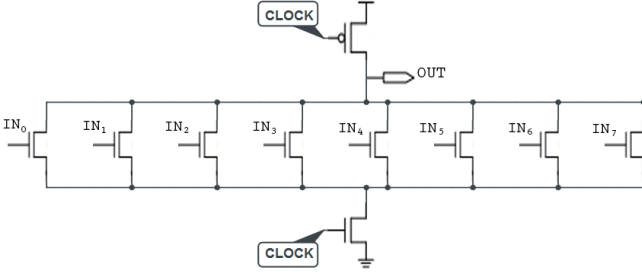 CLOCK
OUT
IN₀ IN₁ IN₂ IN₃ IN₄ IN₅ IN₆ IN₇
CLOCK